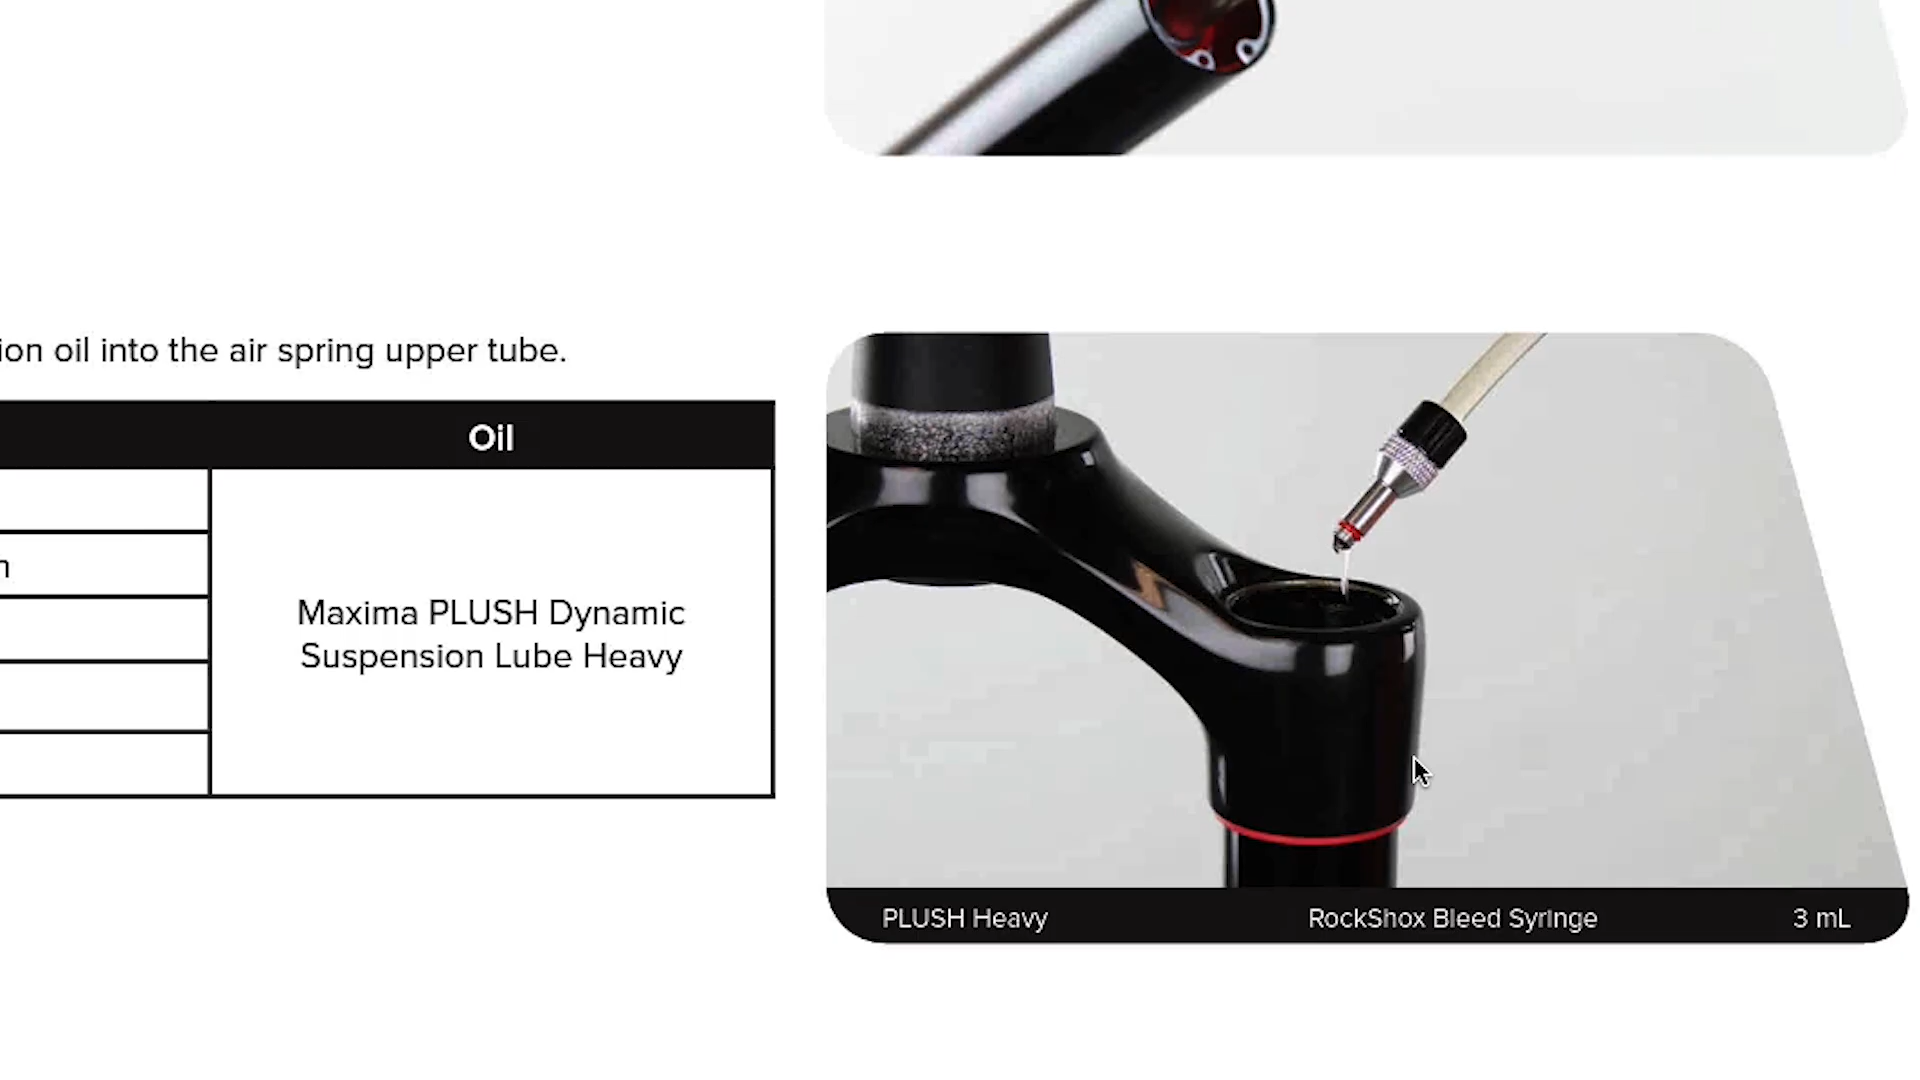 ion oil into the air spring upper tube.
Oil
n
Maxima PLUSH Dynamic
Suspension Lube Heavy
PLUSH Heavy RockShox Bleed Syringe 3 mL